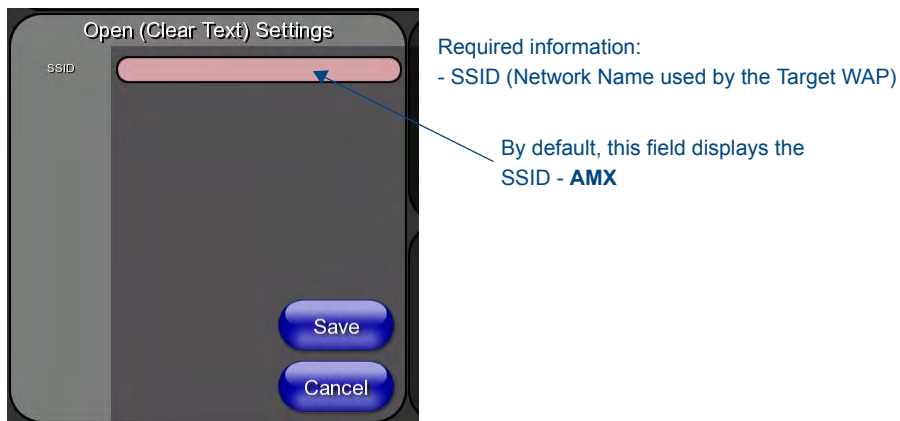 Open (Clear Text) Settings
SSID
Save
Cancel
Required information:
- SSID (Network Name used by the Target WAP)
By default, this field displays the
SSID - AMX